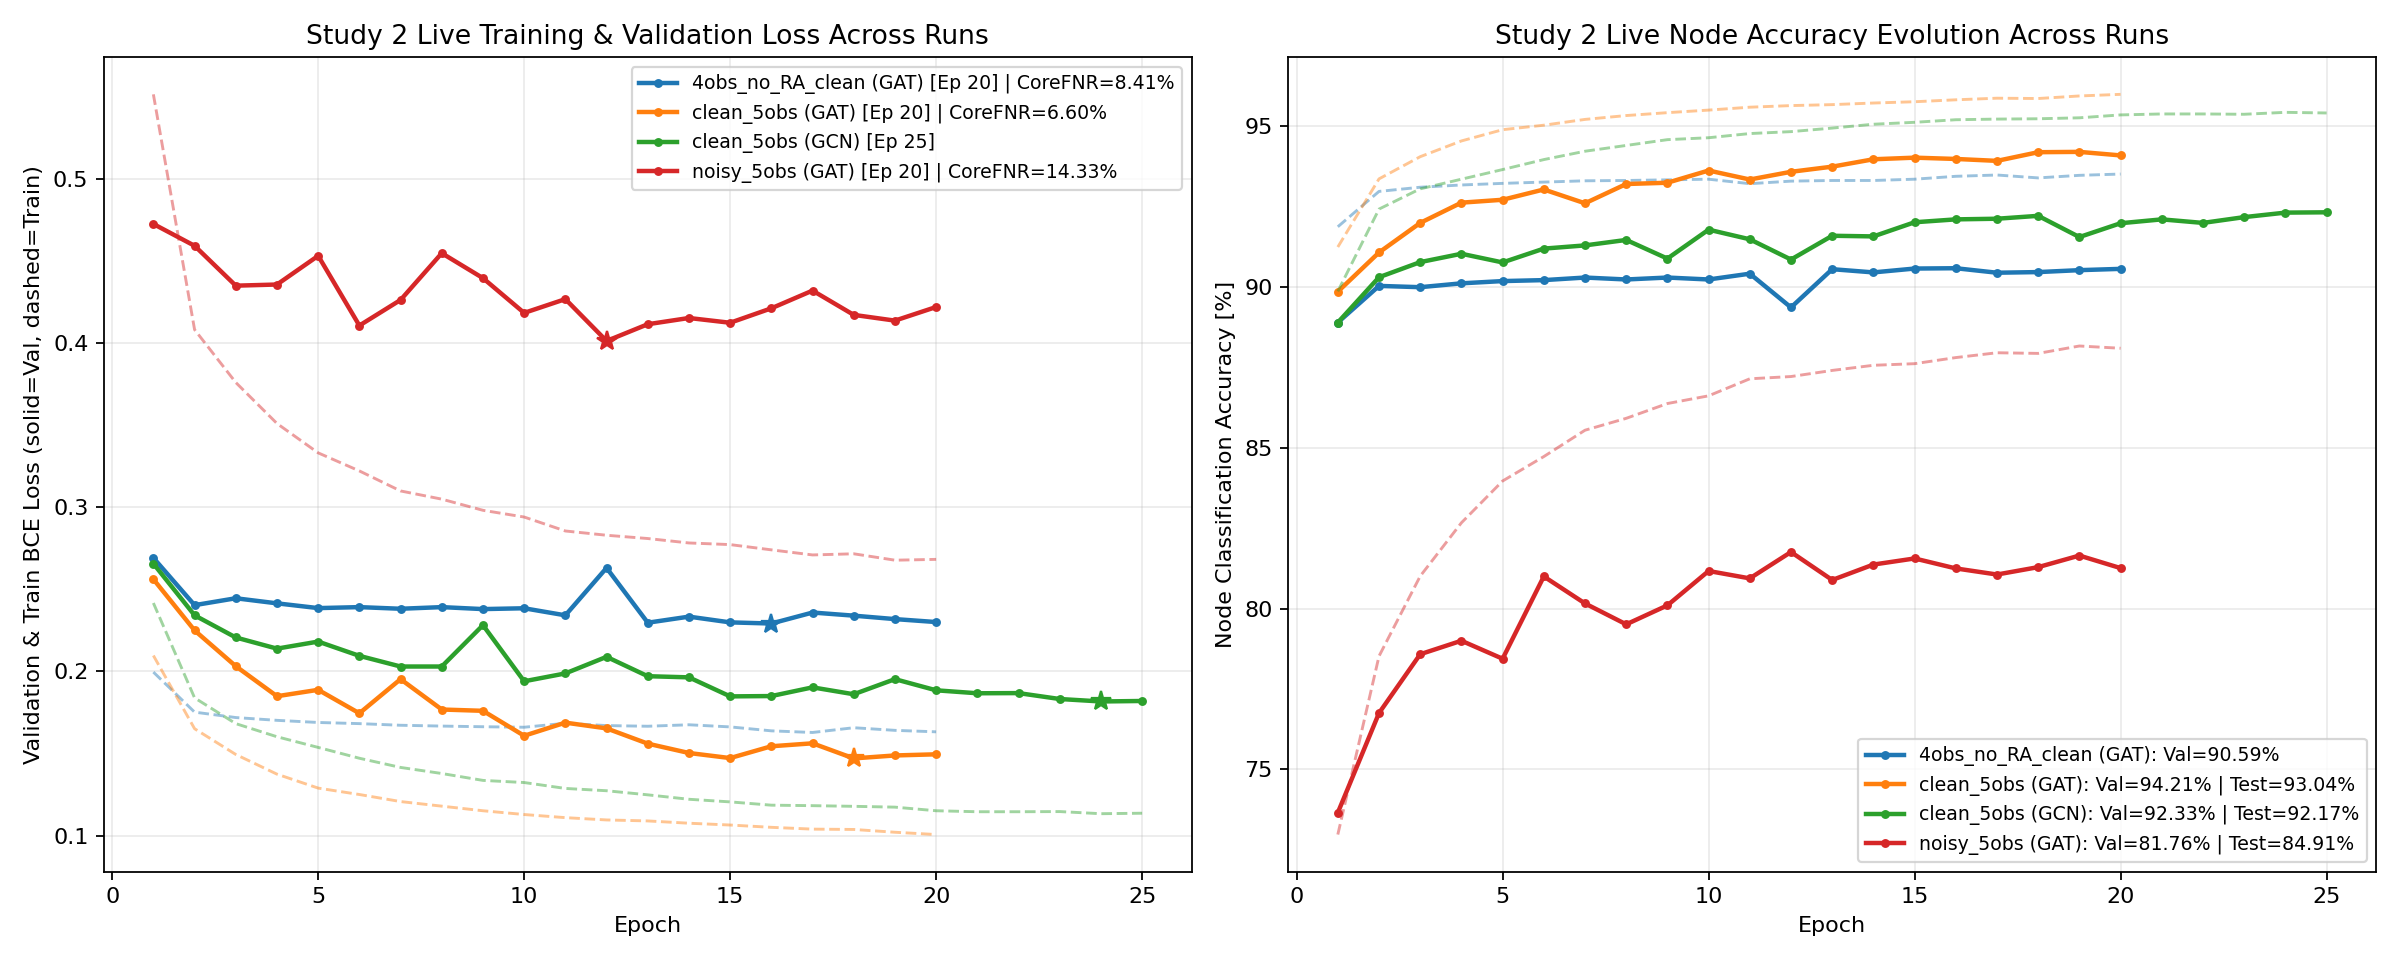 Study 2 Live Training & Validation Loss Across Runs
Validation & Train BCE Loss (solid=Val, dashed=Train)
0.5
0.4
0.3
0.2
0.1
4obs_no_RA_clean (GAT) [Ep 20] | CoreFNR=8.41%
clean_5obs (GAT) [Ep 20] | CoreFNR=6.60%
clean_5obs (GCN) [Ep 25]
noisy_5obs (GAT) [Ep 20] | CoreFNR=14.33%
0 5 10 15 20 25
Epoch
Study 2 Live Node Accuracy Evolution Across Runs
Node Classification Accuracy [%]
95
90
85
80
75
4obs_no_RA_clean (GAT): Val=90.59%
clean_5obs (GAT): Val=94.21% | Test=93.04%
clean_5obs (GCN): Val=92.33% | Test=92.17%
noisy_5obs (GAT): Val=81.76% | Test=84.91%
0 5 10 15 20 25
Epoch